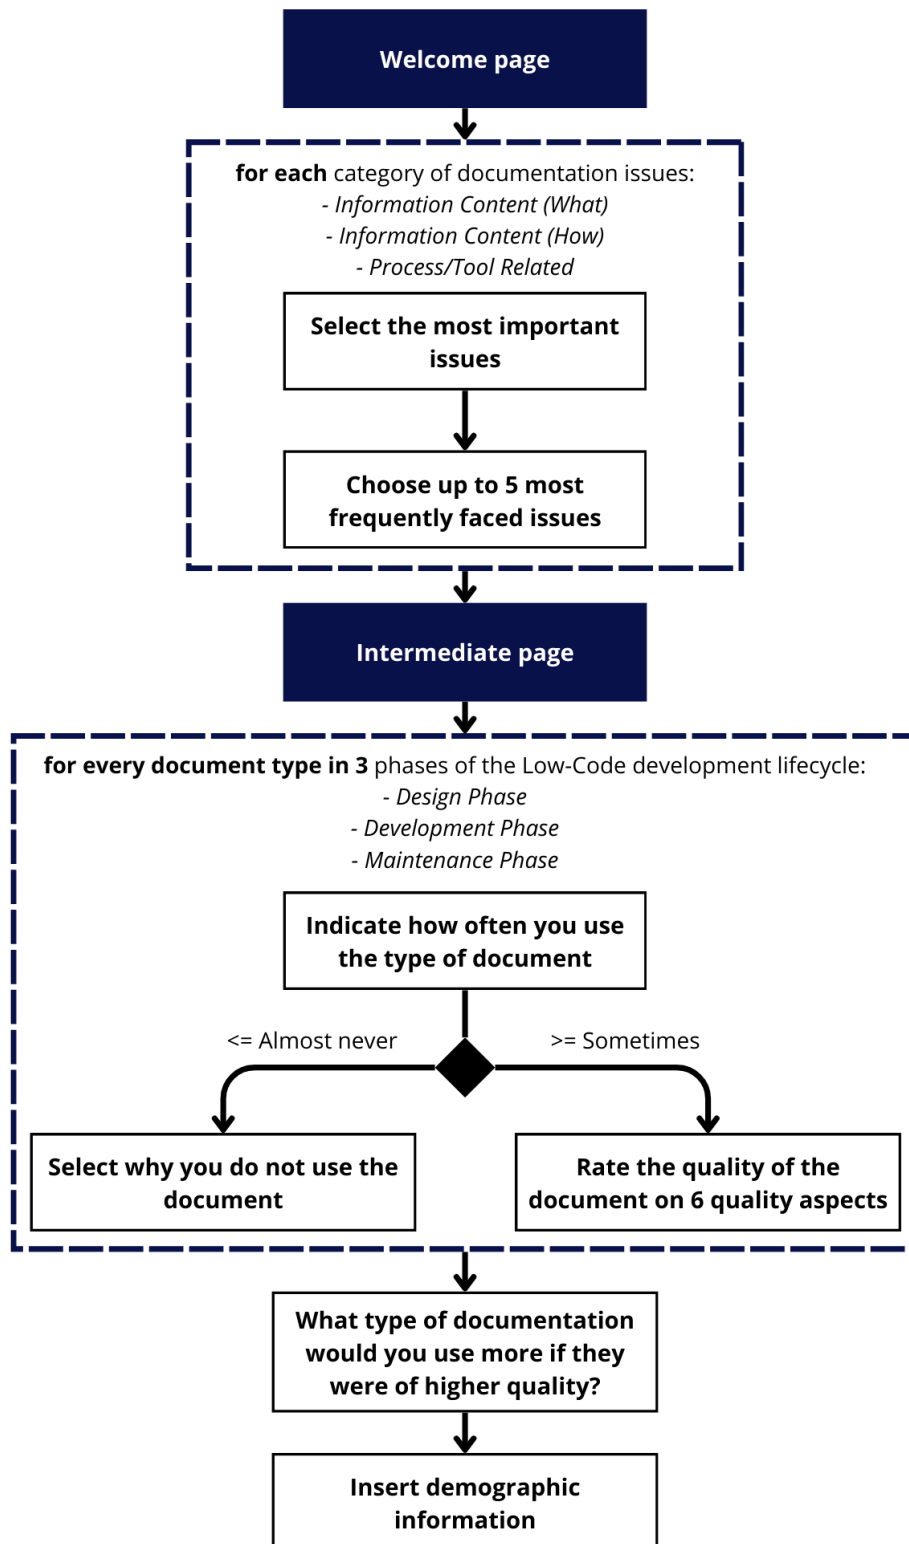 Welcome page
for each category of documentation issues:
- Information Content (What)
- Information Content (How)
- Process/Tool Related
Select the most important
issues
Choose up to 5 most
frequently faced issues
Intermediate page
for every document type in 3 phases of the Low-Code development lifecycle:
- Design Phase
- Development Phase
- Maintenance Phase
Indicate how often you use
the type of document
<= Almost never
>= Sometimes
Select why you do not use the
document
Rate the quality of the
document on 6 quality aspects
What type of documentation
would you use more if they
were of higher quality?
Insert demographic
information